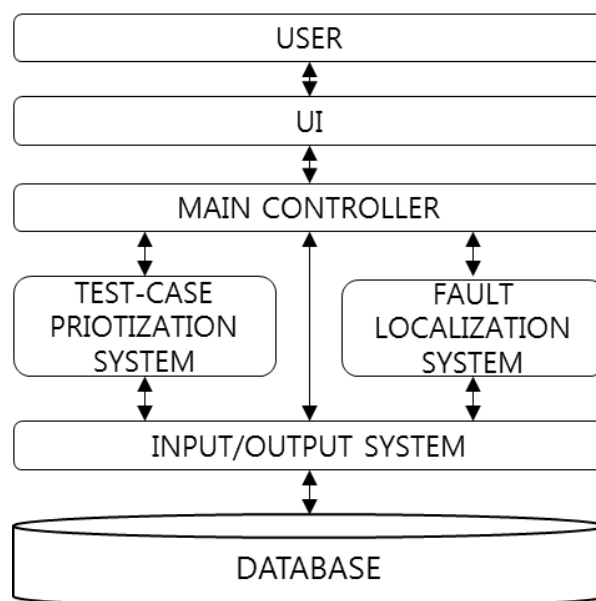 USER
UI
MAIN CONTROLLER
TEST-CASE
PRIOTIZATION
SYSTEM
FAULT
LOCALIZATION
SYSTEM
INPUT/OUTPUT SYSTEM
DATABASE